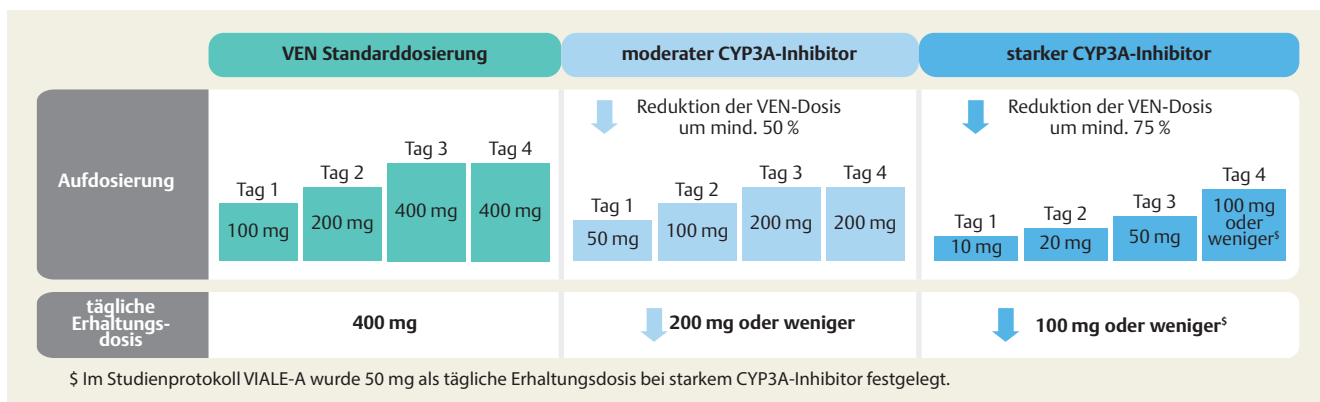 VEN Standarddosierung
moderater CYP3A-Inhibitor
starker CYP3A-Inhibitor
Aufdosierung
Tag 1
100 mg
Tag 2
200 mg
Tag 3
400 mg
Tag 4
400 mg
Reduktion der VEN-Dosis
um mind. 50 %
Tag 1
50 mg
Tag 2
100 mg
Tag 3
200 mg
Tag 4
200 mg
Reduktion der VEN-Dosis
um mind. 75 %
Tag 1
10 mg
Tag 2
20 mg
Tag 3
50 mg
Tag 4
100 mg
oder
weniger$
tägliche
Erhaltungs-
dosis
400 mg
200 mg oder weniger
100 mg oder weniger$
$ Im Studienprotokoll VIALE-A wurde 50 mg als tägliche Erhaltungsdosis bei starkem CYP3A-Inhibitor festgelegt.